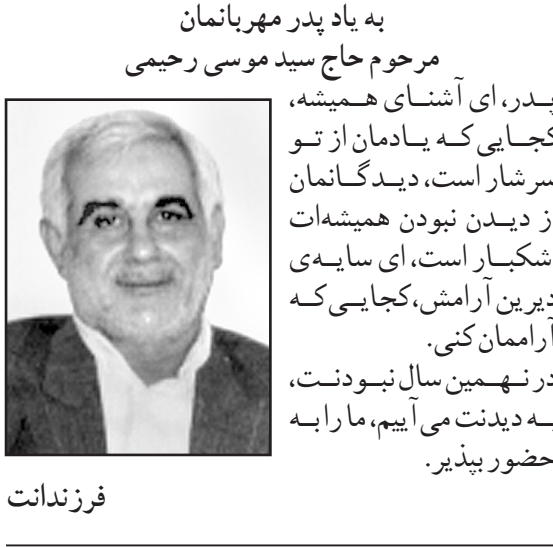 به یاد پدر مهربانمان
مرحوم حاج سید موسی رحیمی
پدر، ای آشنای همیشه،
کجایی که یادمان از تو
سرشار است، دیدگانمان
از دیدن نبودن همیشه‌ات
اشکبار است، ای سایه‌ی
دیرین آرامش، کجایی که
آراممان کنی.
در نهمین سال نبودنت،
به دیدنت می‌آییم، ما را به
حضور بپذیر.
فرزندانت